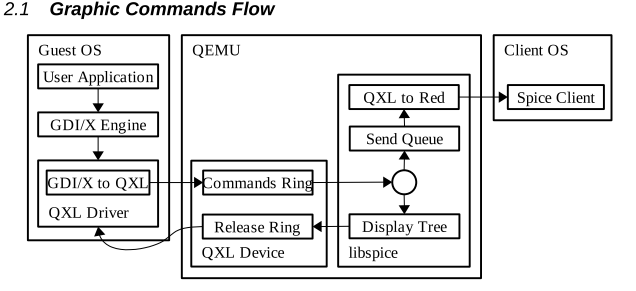 2.1 Graphic Commands Flow
Guest OS
User Application
GDI/X Engine
GDI/X to QXL
QXL Driver
QEMU
Commands Ring
Release Ring
QXL Device
QXL to Red
Send Queue
Display Tree
libspice
Client OS
Spice Client